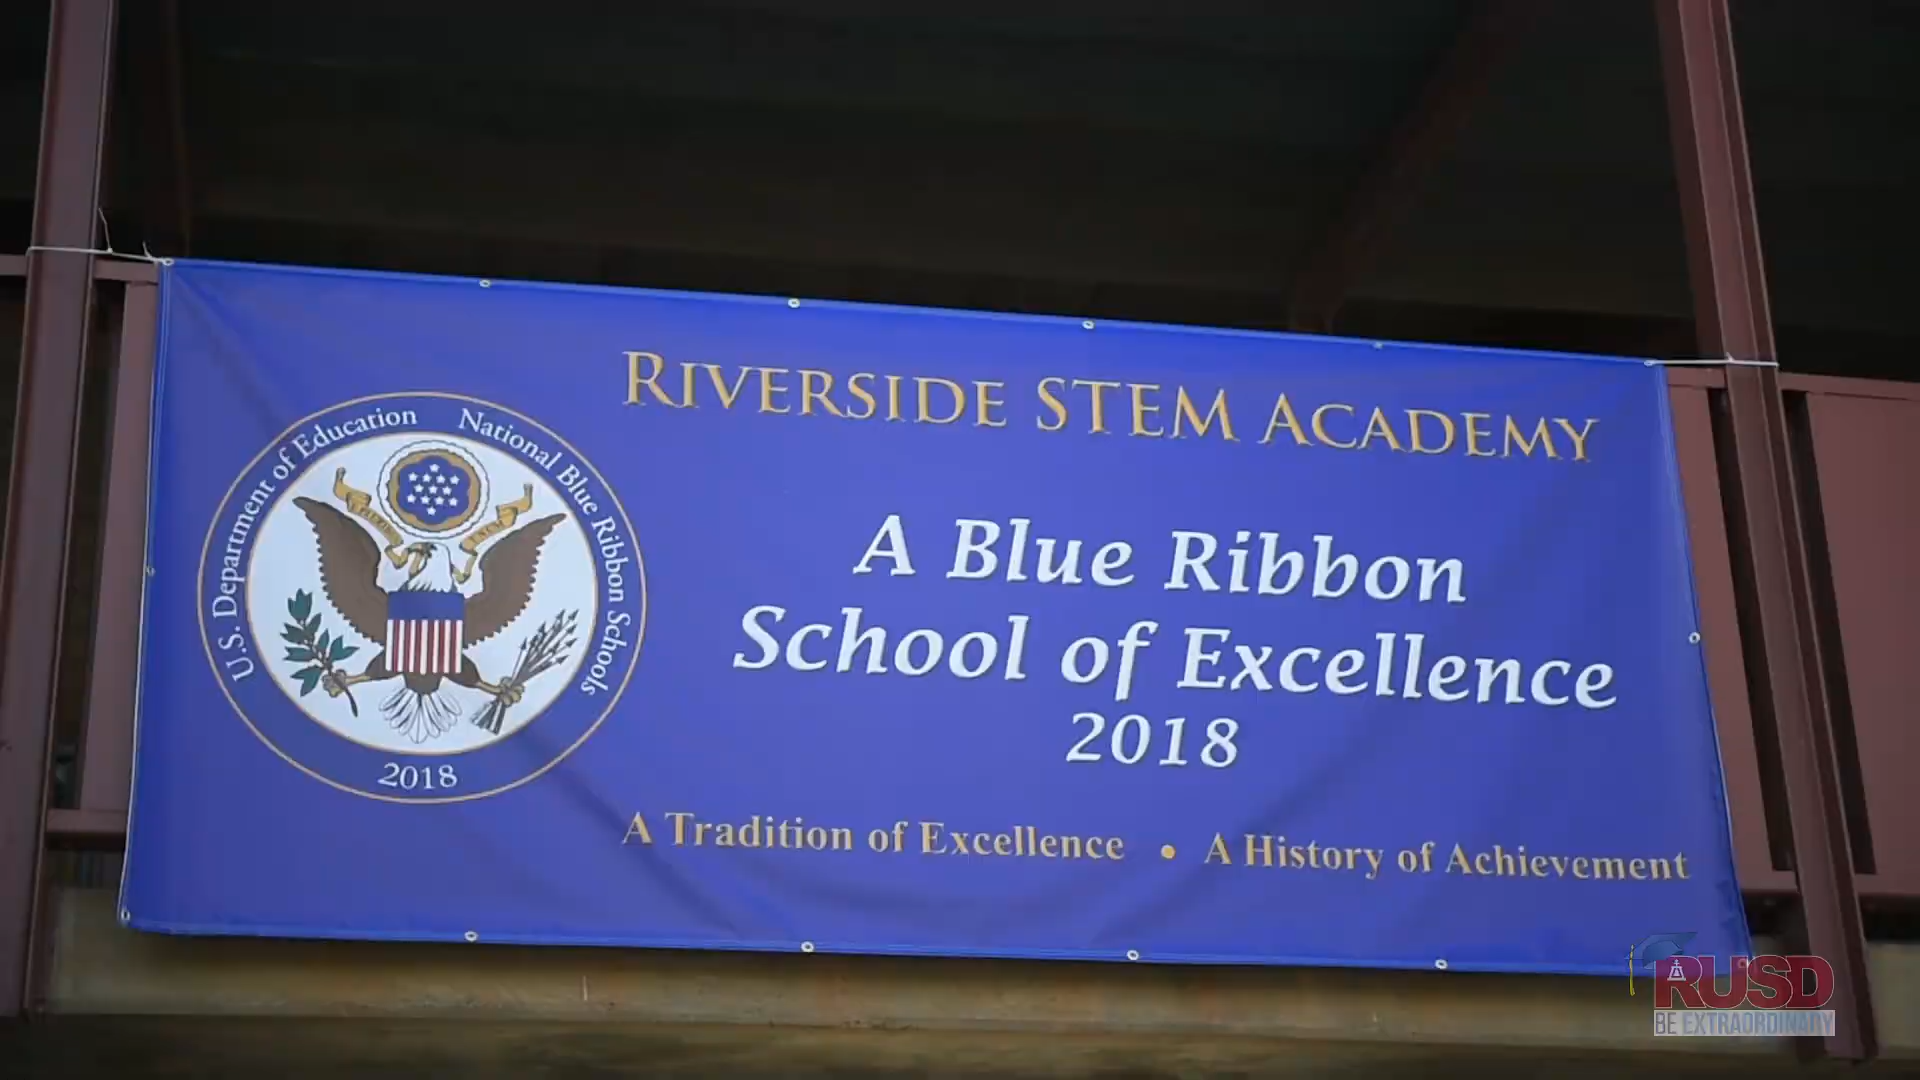 RIVERSIDE STEM ACADEMY
U.S. Department of Education National Blue Ribbon Schools
A Blue Ribbon
School of Excellence
2018
2018
A Tradition of Excellence • A History of Achievement
RUSD
BE EXTRAORDINARY